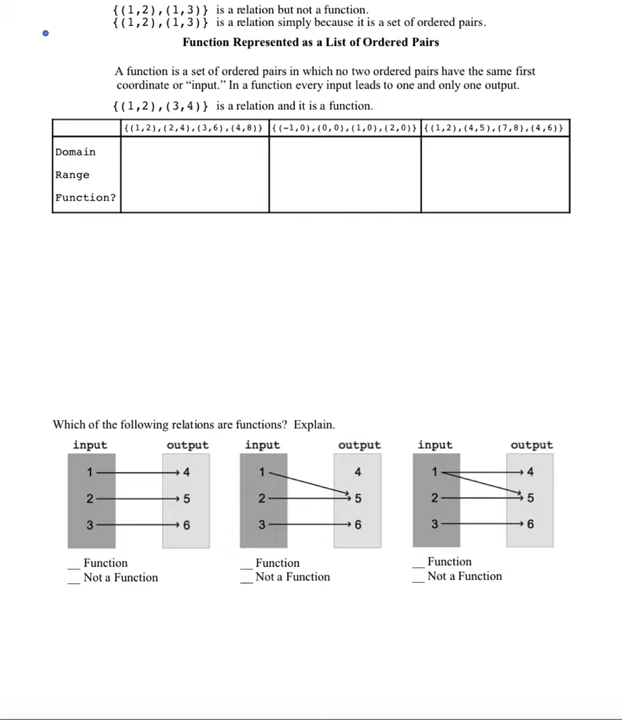 {(1,2),(1,3)} is a relation but not a function.
{(1,2),(1,3)} is a relation simply because it is a set of ordered pairs.
Function Represented as a List of Ordered Pairs
A function is a set of ordered pairs in which no two ordered pairs have the same first
coordinate or “input.” In a function every input leads to one and only one output.
{(1,2),(3,4)} is a relation and it is a function.
{(1,2),(2,4),(3,6),(4,8)} {(-1,0),(0,0),(1,0),(2,0)} {(1,2),(4,5),(7,8),(4,6)}
Domain
Range
Function?
Which of the following relations are functions? Explain.
input output input output input output
1 4 1 4 1 4
2 5 2 5 2 5
3 6 3 6 3 6
__ Function __ Function __ Function
__ Not a Function __ Not a Function __ Not a Function